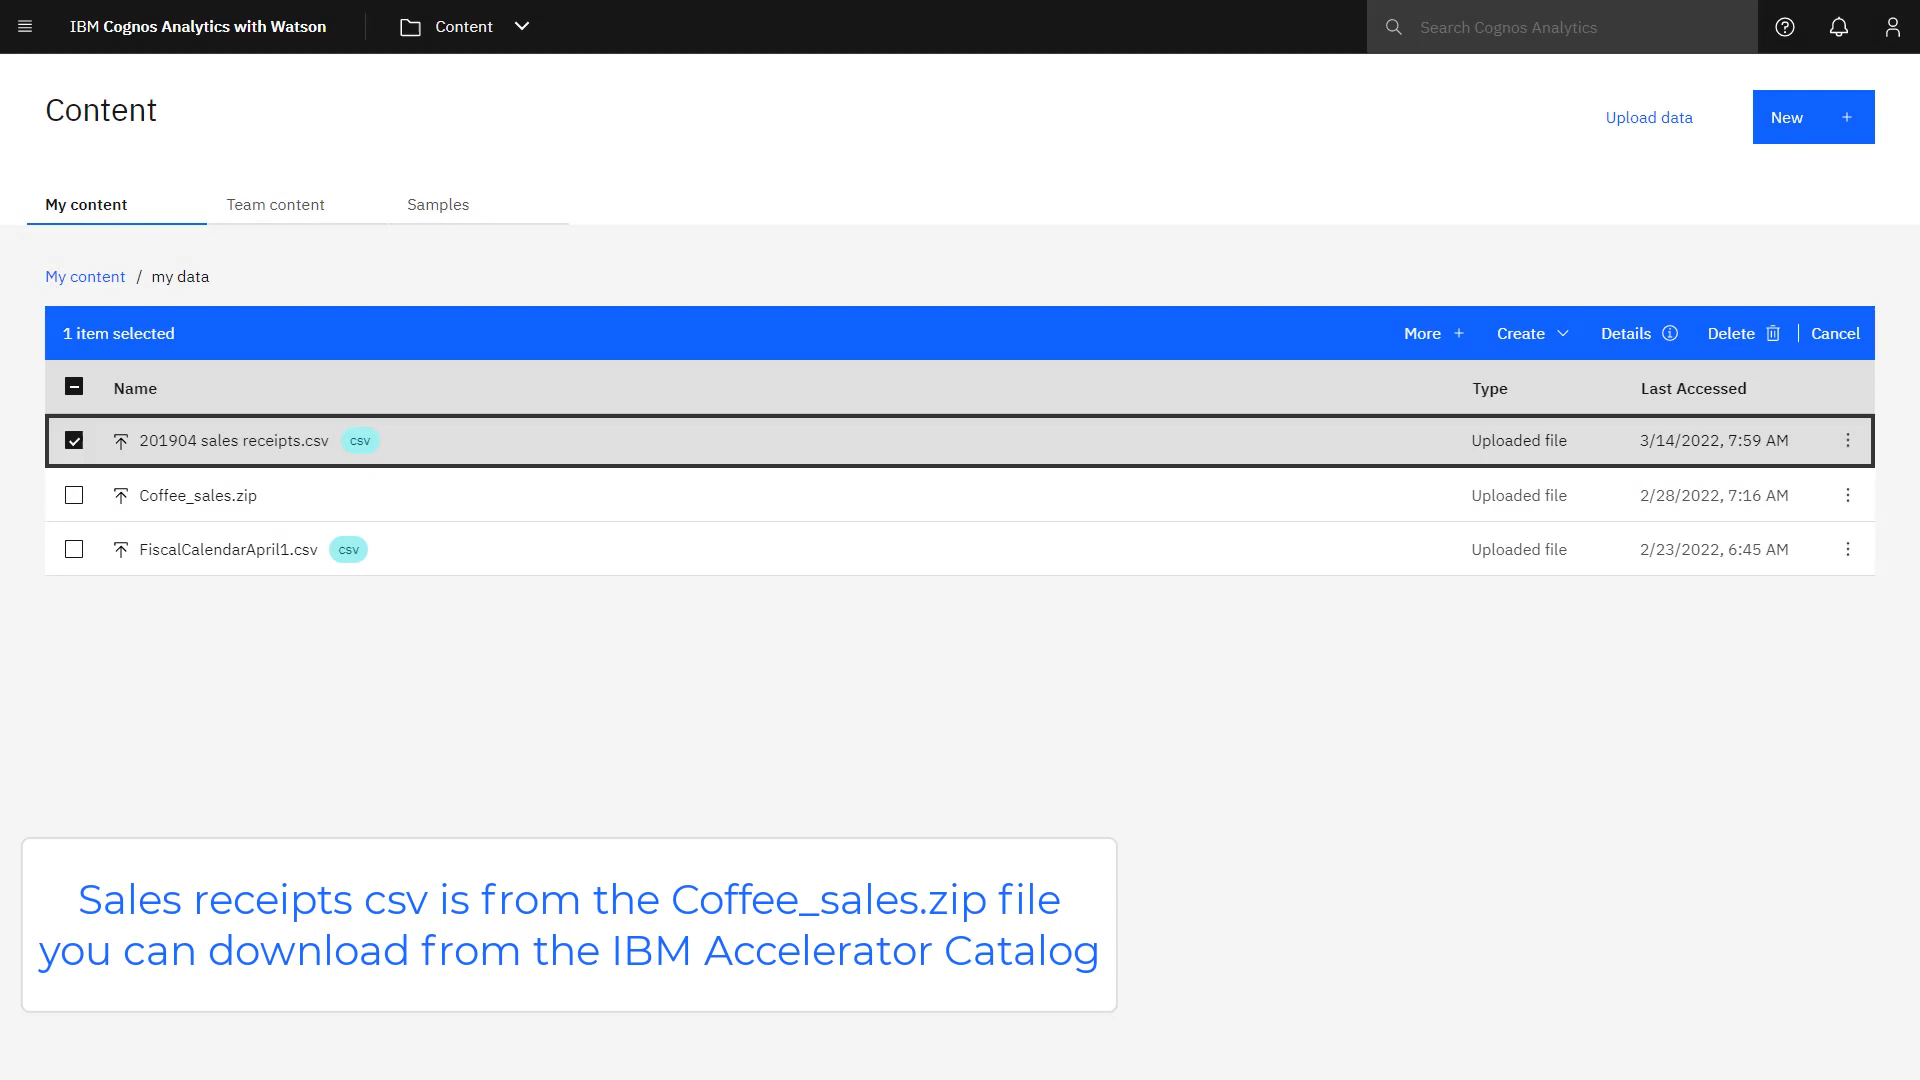 IBM Cognos Analytics with Watson
Content
Search Cognos Analytics
Content
Upload data
New +
My content
Team content
Samples
My content / my data
1 item selected
More +
Create
Details
Delete
Cancel
Name
Type
Last Accessed
201904 sales receipts.csv csv Uploaded file 3/14/2022, 7:59 AM
Coffee_sales.zip Uploaded file 2/28/2022, 7:16 AM
FiscalCalendarApril1.csv csv Uploaded file 2/23/2022, 6:45 AM
Sales receipts csv is from the Coffee_sales.zip file
you can download from the IBM Accelerator Catalog